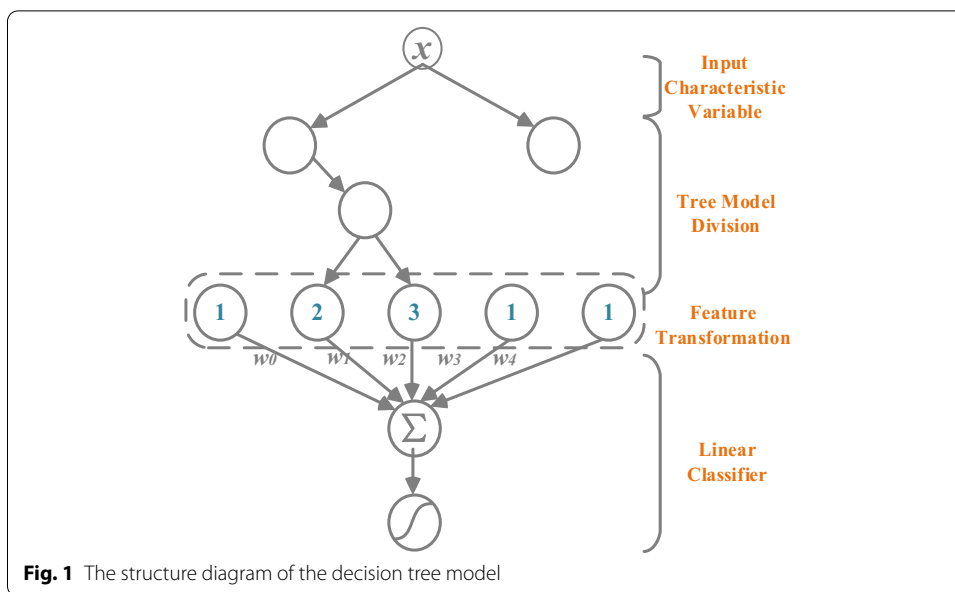 x
Input
Characteristic
Variable
Tree Model
Division
1 2 3 1 1
Feature
Transformation
w0 w1 w2 w3 w4
Σ
Linear
Classifier
Fig. 1 The structure diagram of the decision tree model